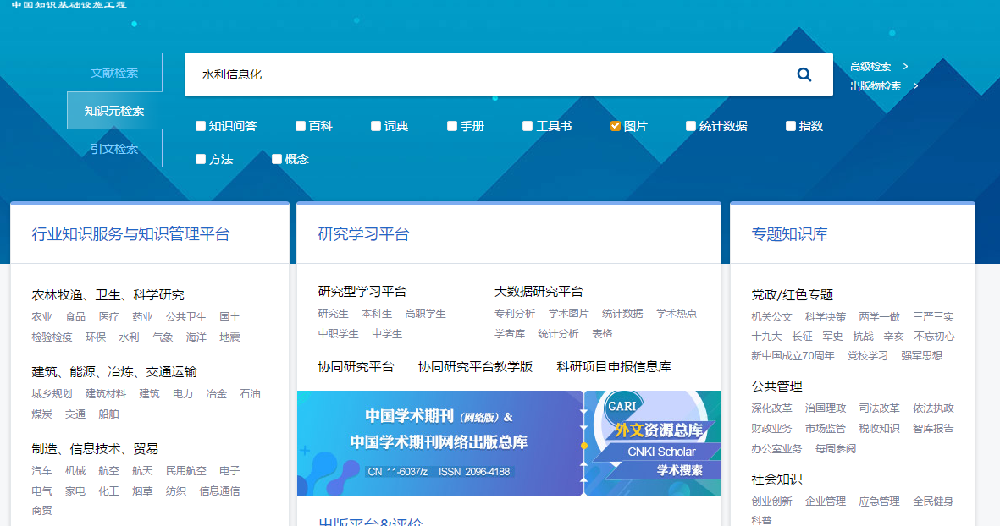 中国知识基础设施工程
文献检索
知识元检索
引文检索
水利信息化
高级检索 >
出版物检索 >
知识问答 百科 词典 手册 工具书 图片 统计数据 指数
方法 概念
行业知识服务与知识管理平台
农林牧渔、卫生、科学研究
农业 食品 医疗 药业 公共卫生 国土
检验检疫 环保 水利 气象 海洋 地震
建筑、能源、冶炼、交通运输
城乡规划 建筑材料 建筑 电力 冶金 石油
煤炭 交通 船舶
制造、信息技术、贸易
汽车 机械 航空 航天 民用航空 电子
电气 家电 化工 烟草 纺织 信息通信
商贸
研究学习平台
研究型学习平台
研究生 本科生 高职学生
中职学生 中学生
大数据研究平台
专利分析 学术图片 统计数据 学术热点
学者库 统计分析 表格
协同研究平台 协同研究平台教学版 科研项目申报信息库
中国学术期刊（网络版）&
中国学术期刊网络出版总库
CN 11-6037/z ISSN 2096-4188
GARI
外文资源总库
CNKI Scholar
学术搜索
出版平台&评价
专题知识库
党政/红色专题
机关公文 科学决策 两学一做 三严三实
十九大 长征 军史 抗战 辛亥 不忘初心
新中国成立70周年 党校学习 强军思想
公共管理
深化改革 治国理政 司法改革 依法执政
财政业务 市场监管 税收知识 智库报告
办公室业务 每周参阅
社会知识
创业创新 企业管理 应急管理 全民健身
科普